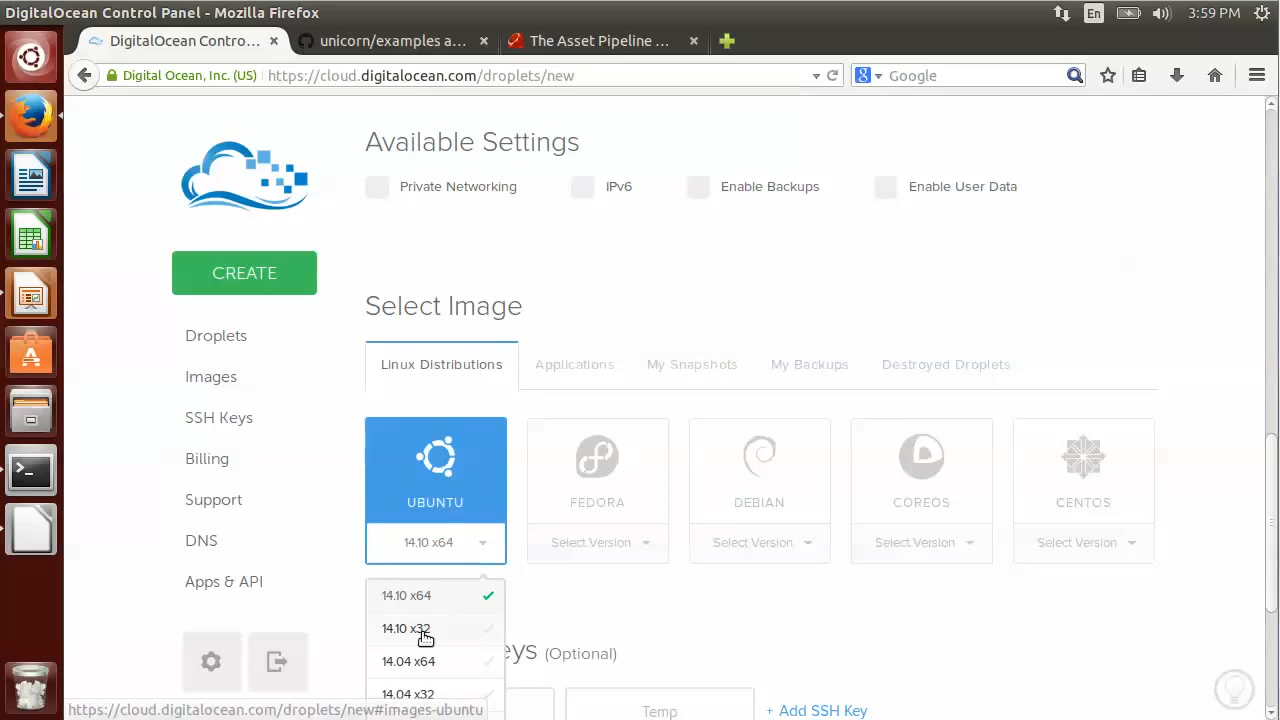 DigitalOcean Control Panel - Mozilla Firefox
En
3:59 PM
DigitalOcean Contro...
unicorn/examples a...
The Asset Pipeline ...
Digital Ocean, Inc. (US)
https://cloud.digitalocean.com/droplets/new
Google
Available Settings
Private Networking
IPv6
Enable Backups
Enable User Data
CREATE
Droplets
Images
SSH Keys
Billing
Support
DNS
Apps & API
Select Image
Linux Distributions
Applications
My Snapshots
My Backups
Destroyed Droplets
UBUNTU
FEDORA
DEBIAN
COREOS
CENTOS
14.10 x64
Select Version
Select Version
Select Version
Select Version
14.10 x64
14.10 x32
14.04 x64
14.04 x32
(Optional)
Temp
+ Add SSH Key
https://cloud.digitalocean.com/droplets/new#images-ubuntu